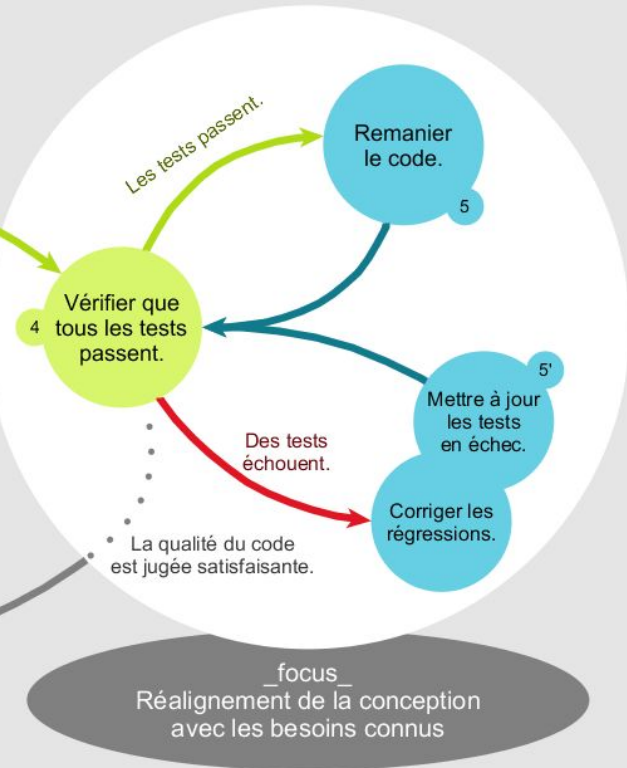 Les tests passent.
Remanier
le code.
5
Vérifier que
4
tous les tests
passent.
5'
Mettre à jour
les tests
en échec.
Des tests
échouent.
Corriger les
régressions.
La qualité du code
est jugée satisfaisante.
_focus_
Réalignement de la conception
avec les besoins connus